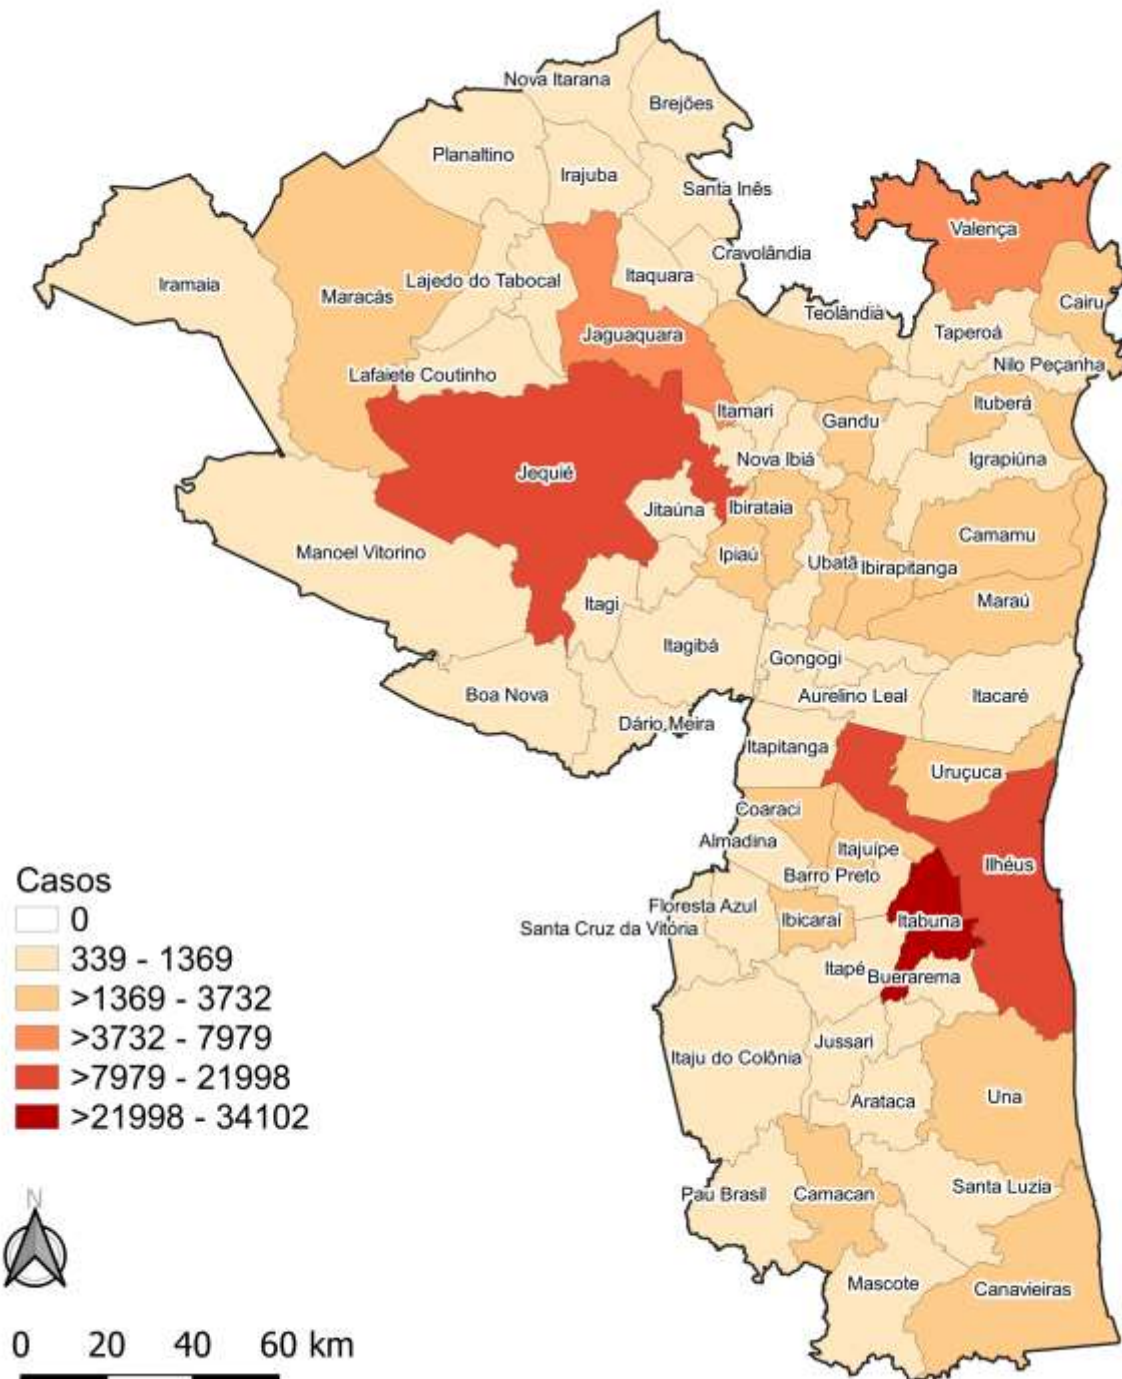 Nova Itarana
Brejões
Planaltino
Irajuba
Santa Inês
Valença
Cravolândia
Iramaia
Lajedo do Tabocal
Itaquara
Maracás
Cairu
Teolândia
Jaguaquara
Taperoá
Nilo Peçanha
Lafaiete Coutinho
Itamari
Ituberá
Gandu
Nova Ibiá
Igrapiúna
Jequié
Jitaúna
Ibirataia
Camamu
Manoel Vitorino
Ipiaú
Ubatã
Ibirapitanga
Itagi
Maraú
Itagibá
Gongogi
Boa Nova
Aurelino Leal
Itacaré
Dário Meira
Itapitanga
Uruçuca
Coaraci
Almadina
Itajuípe
Ilhéus
Barro Preto
Floresta Azul
Ibicaraí
Itabuna
Santa Cruz da Vitória
Itapé
Buerarema
Jussari
Itaju do Colônia
Arataca
Una
Pau Brasil
Camacan
Santa Luzia
Mascote
Canavieiras
Casos
0
339 - 1369
>1369 - 3732
>3732 - 7979
>7979 - 21998
>21998 - 34102
N
0 20 40 60 km